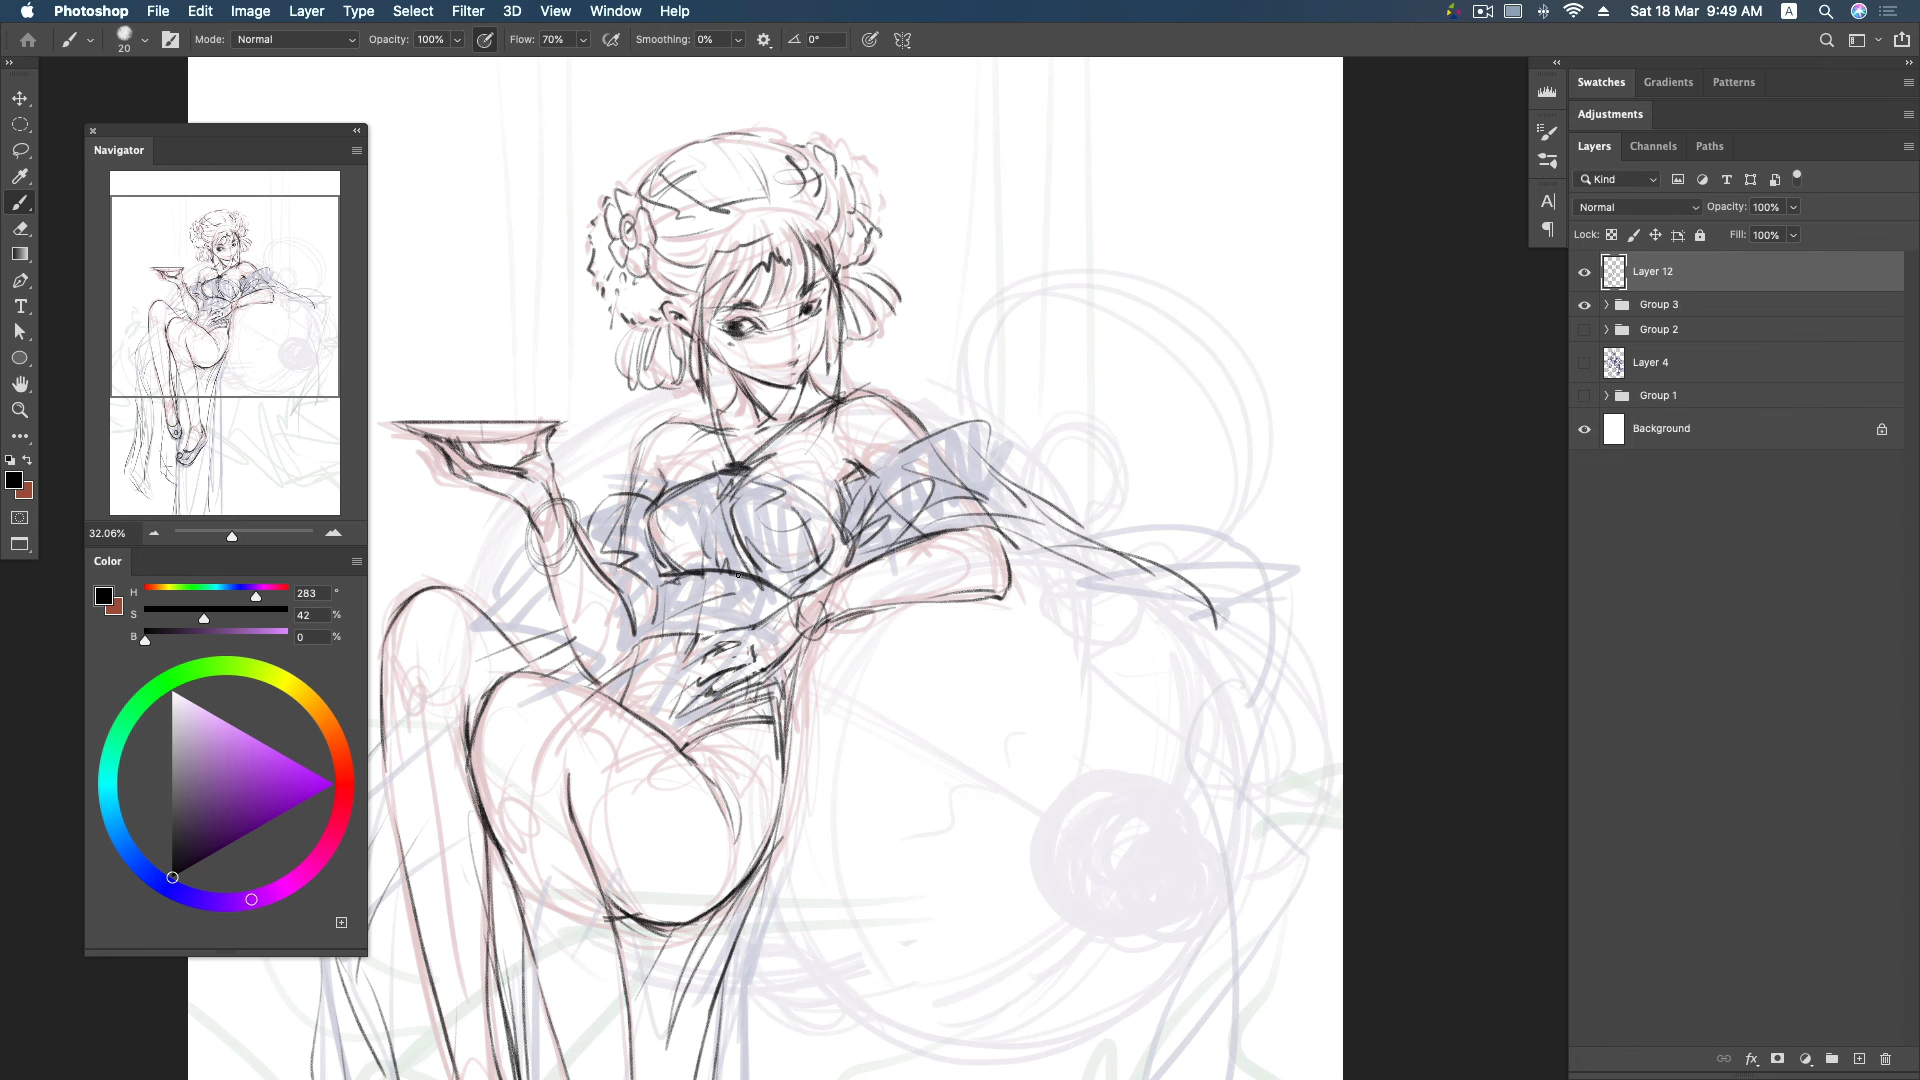 Photoshop File Edit Image Layer Type Select Filter 3D View Window Help Sat 18 Mar 9:49 AM A
20 Mode: Normal Opacity: 100% Flow: 70% Smoothing: 0% 0°
Navigator
32.06%
Color
H 283 °
S 42 %
B 0 %
Swatches Gradients Patterns
Adjustments
Layers Channels Paths
Kind
Normal Opacity: 100%
Lock: Fill: 100%
Layer 12
Group 3
Group 2
Layer 4
Group 1
Background